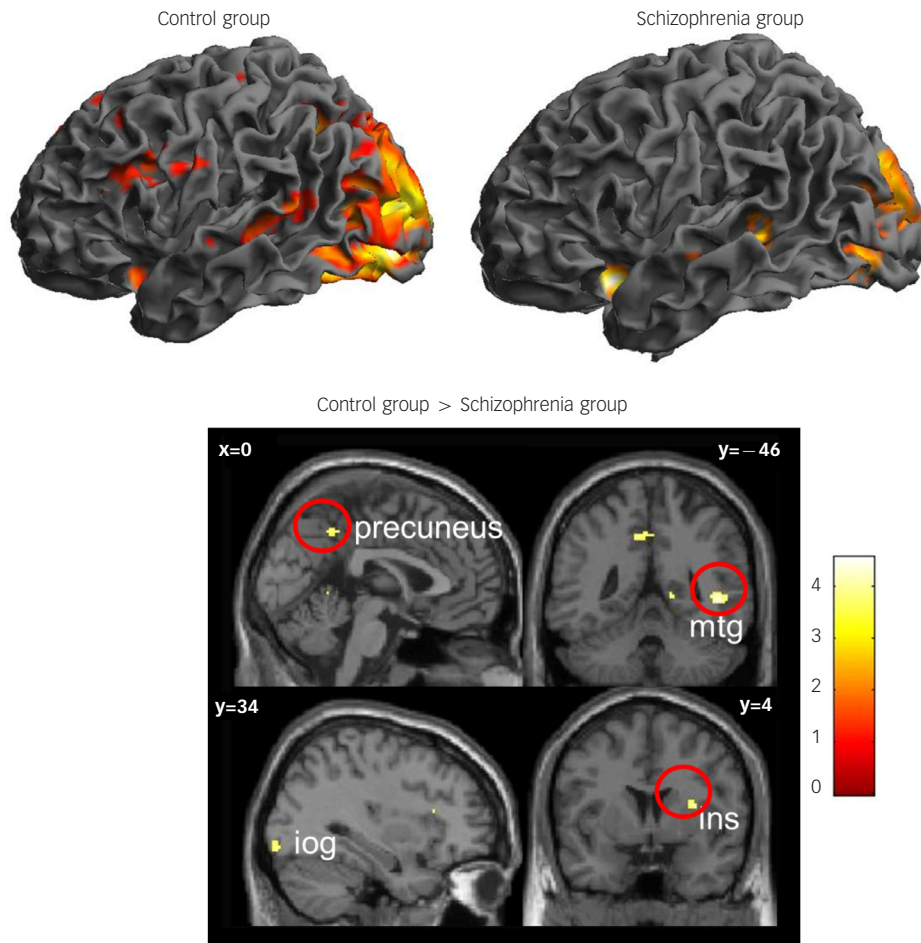 Control group
Schizophrenia group
Control group > Schizophrenia group
x=0
y=−46
precuneus
mtg
y=34
y=4
iog
ins
4
3
2
1
0